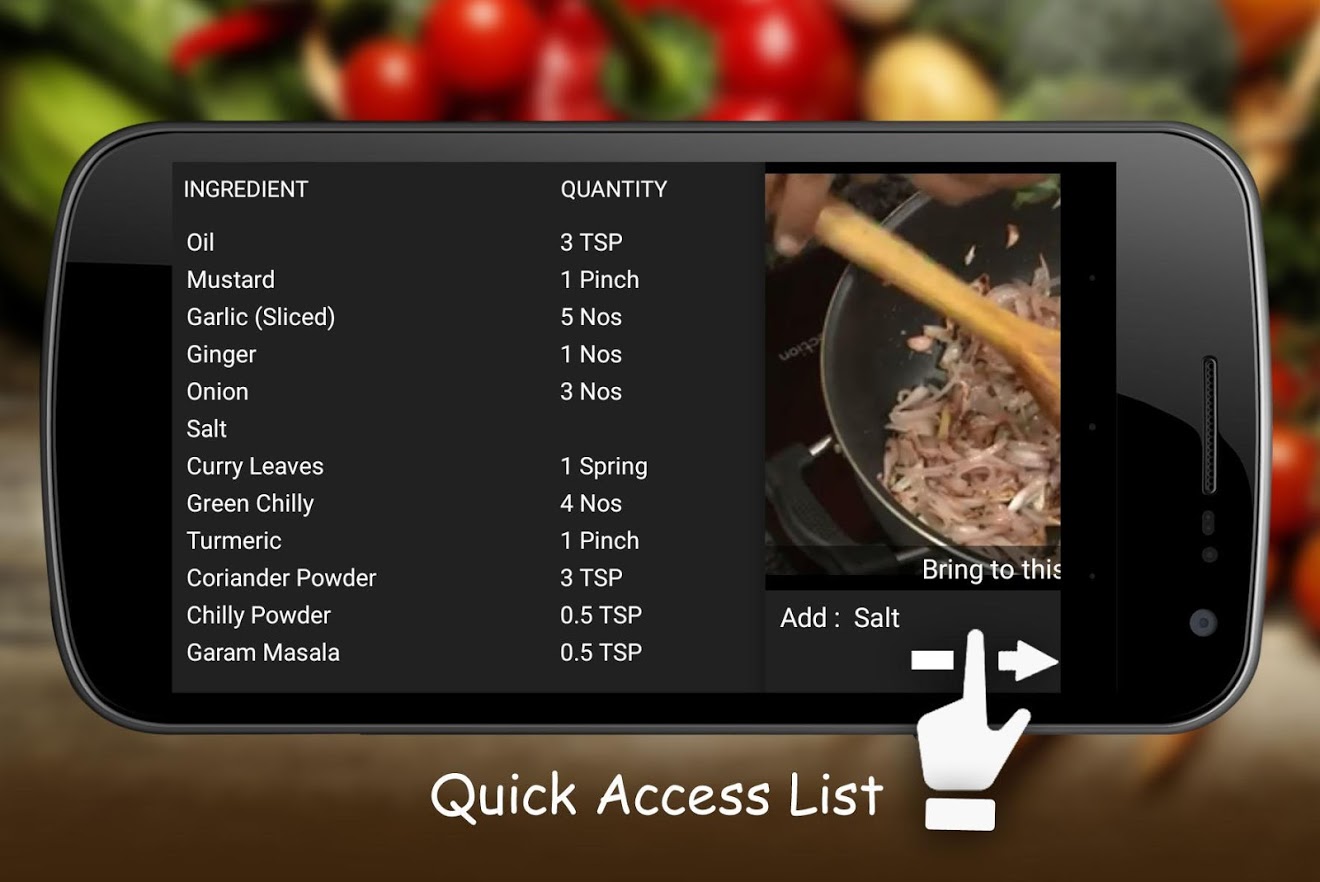 INGREDIENT QUANTITY
Oil 3 TSP
Mustard 1 Pinch
Garlic (Sliced) 5 Nos
Ginger 1 Nos
Onion 3 Nos
Salt
Curry Leaves 1 Spring
Green Chilly 4 Nos
Turmeric 1 Pinch
Coriander Powder 3 TSP
Chilly Powder 0.5 TSP
Garam Masala 0.5 TSP
ction
Bring to this
Add : Salt
Quick Access List